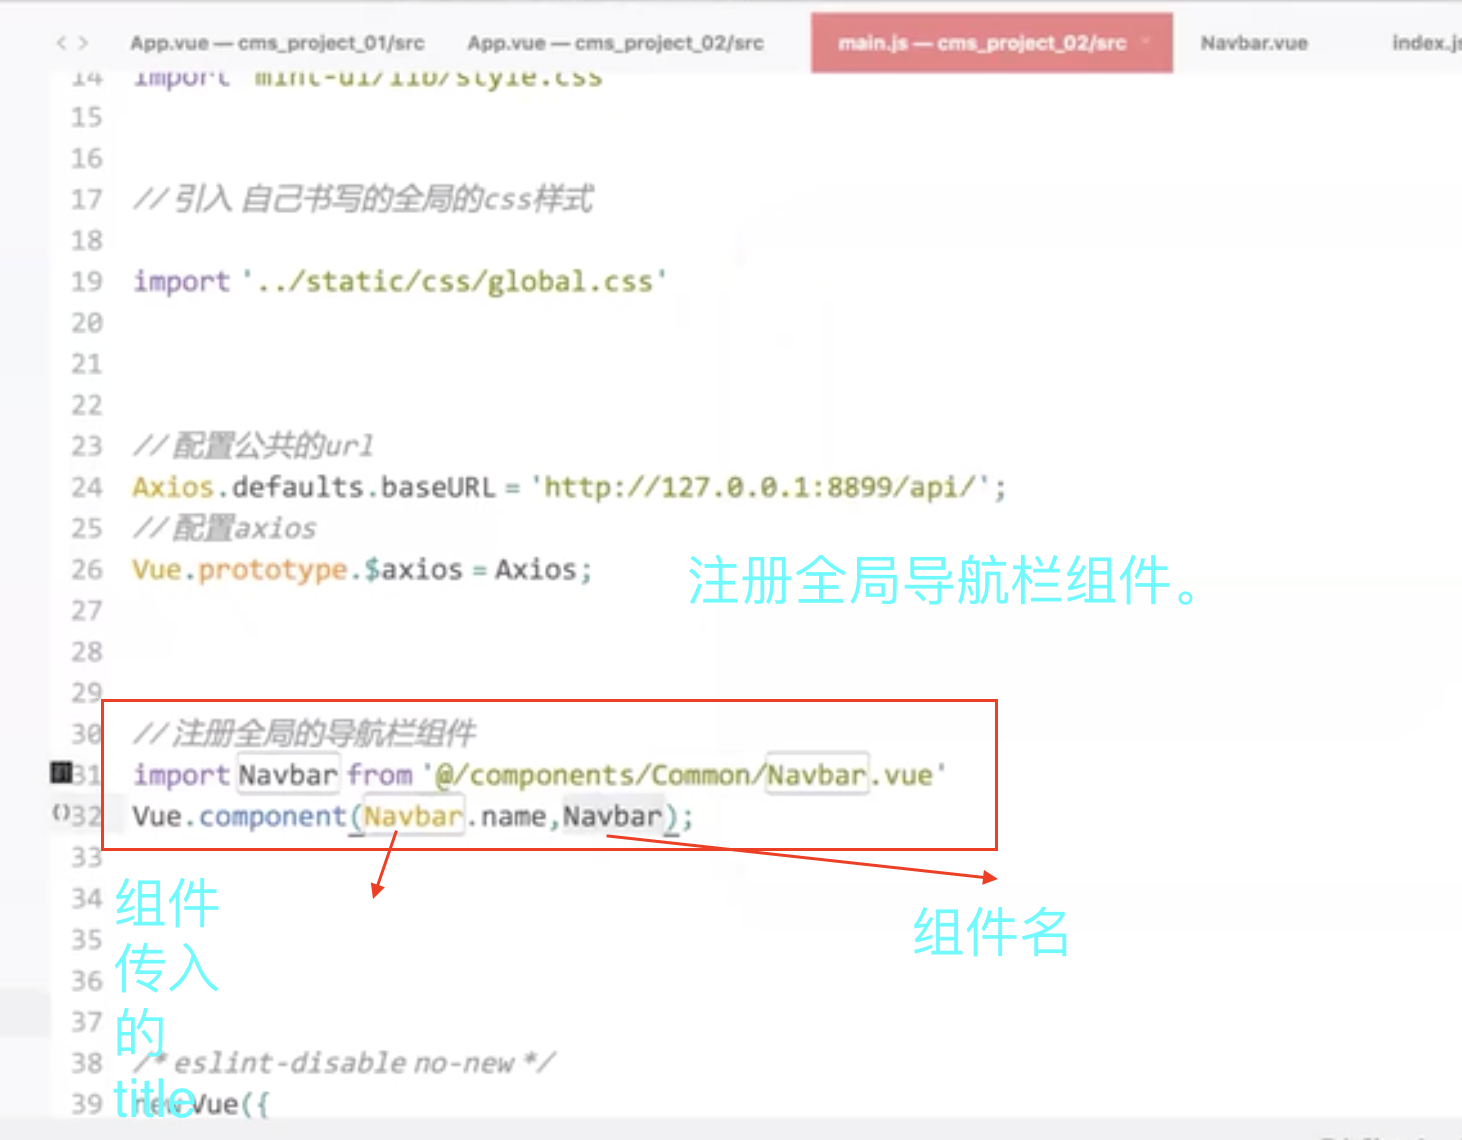 App.vue — cms_project_01/src App.vue — cms_project_02/src main.js — cms_project_02/src Navbar.vue index.js
14 import 'mint-ui/lib/style.css
15
16
17 // 引入 自己书写的全局的css样式
18
19 import '../static/css/global.css'
20
21
22
23 // 配置公共的url
24 Axios.defaults.baseURL = 'http://127.0.0.1:8899/api/';
25 // 配置axios
26 Vue.prototype.$axios = Axios;
注册全局导航栏组件。
27
28
29
30 // 注册全局的导航栏组件
31 import Navbar from '@/components/Common/Navbar.vue'
32 Vue.component(Navbar.name,Navbar);
33
34
35
36
37
组件
传入
的
title
组件名
38 /* eslint-disable no-new */
39 new Vue({